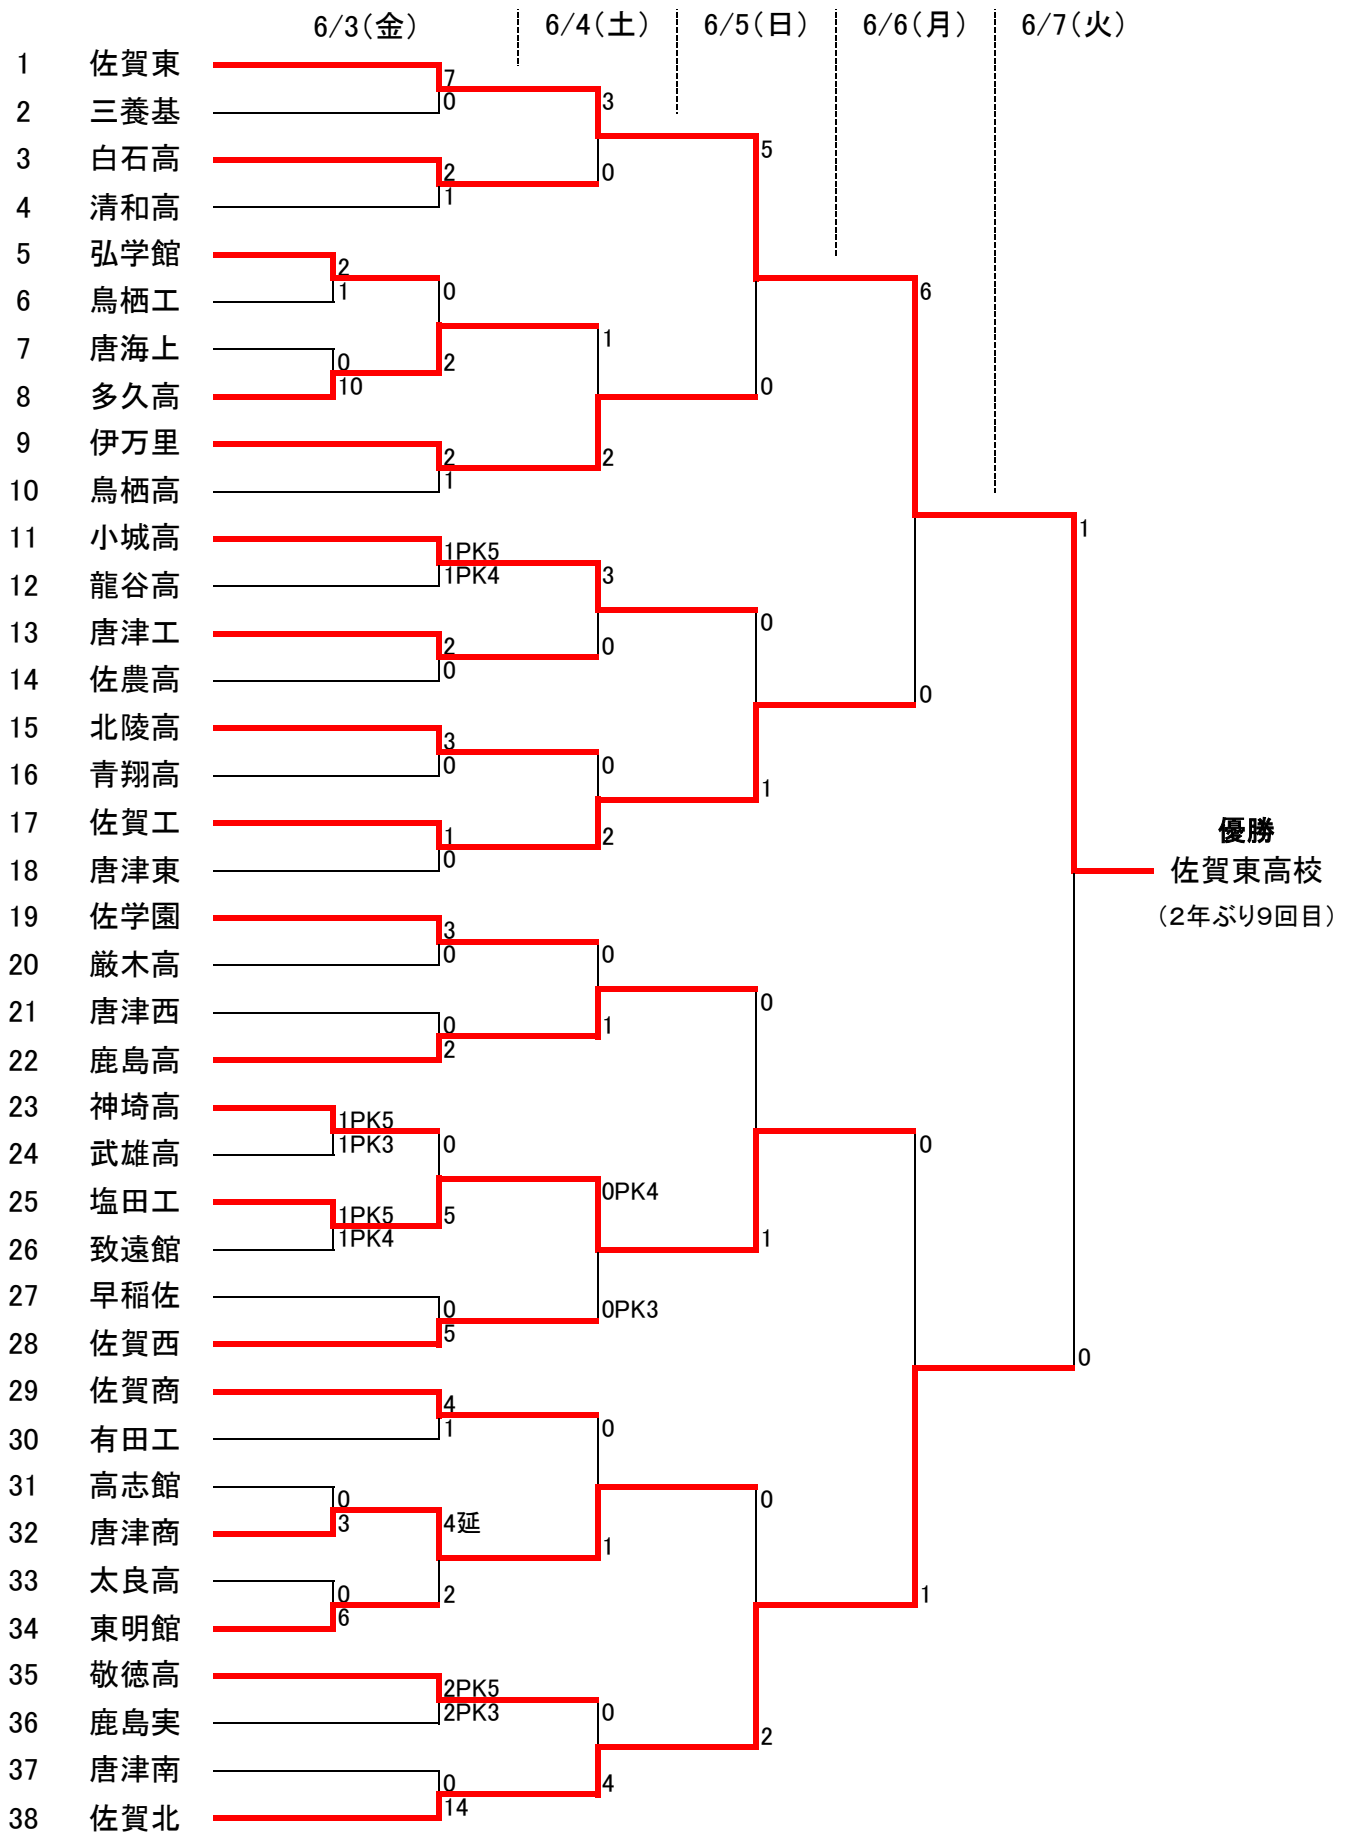 6/3(金) 6/4(土) 6/5(日) 6/6(月) 6/7(火)
1 佐賀東
7
0
3
2 三養基
5
3 白石高
2
0
1
4 清和高
5 弘学館
2
1
0
6
6 鳥栖工
1
7 唐海上
0
2
10
0
8 多久高
9 伊万里
2
2
1
10 鳥栖高
1
11 小城高
1PK5
1PK4
3
12 龍谷高
0
13 唐津工
2
0
0
14 佐農高
0
15 北陵高
3
0
0
16 青翔高
1
17 佐賀工
1
2
0
18 唐津東
優勝
佐賀東高校
(2年ぶり9回目)
19 佐学園
3
0
0
20 厳木高
0
21 唐津西
0
1
2
22 鹿島高
23 神埼高
1PK5
1PK3
0
0
24 武雄高
0PK4
25 塩田工
1PK5
5
1PK4
1
26 致遠館
27 早稲佐
0
0PK3
5
28 佐賀西
0
29 佐賀商
4
1
0
30 有田工
31 高志館
0
0
3
4延
32 唐津商
1
33 太良高
0
2
1
6
34 東明館
35 敬徳高
2PK5
2PK3
0
36 鹿島実
2
37 唐津南
0
4
14
38 佐賀北